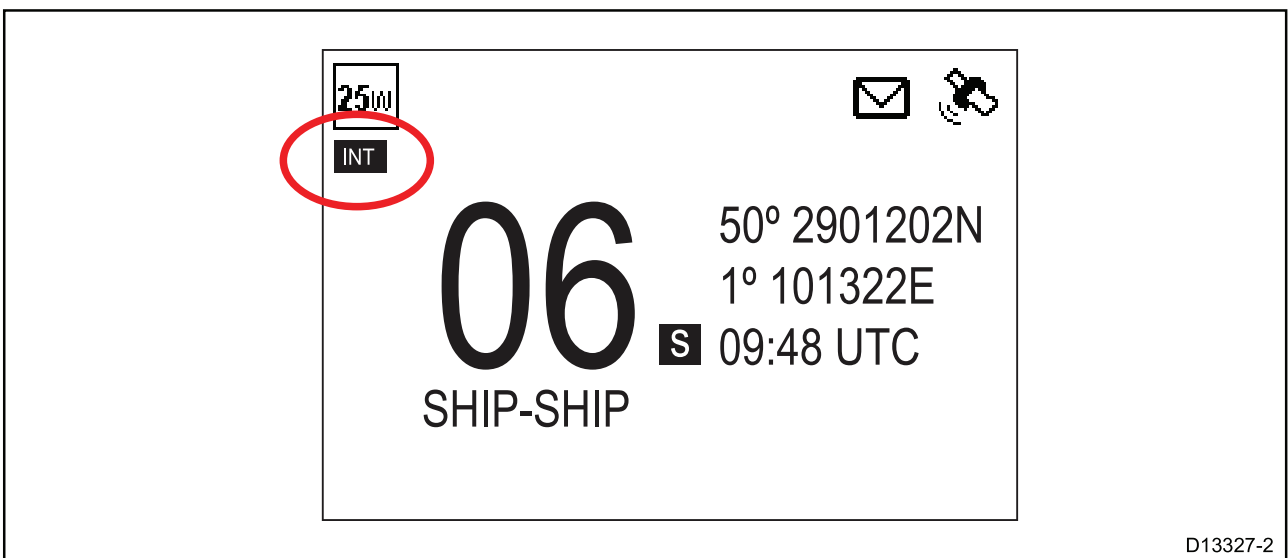 25W
INT
06
50º 2901202N
1º 101322E
S 09:48 UTC
SHIP-SHIP
D13327-2